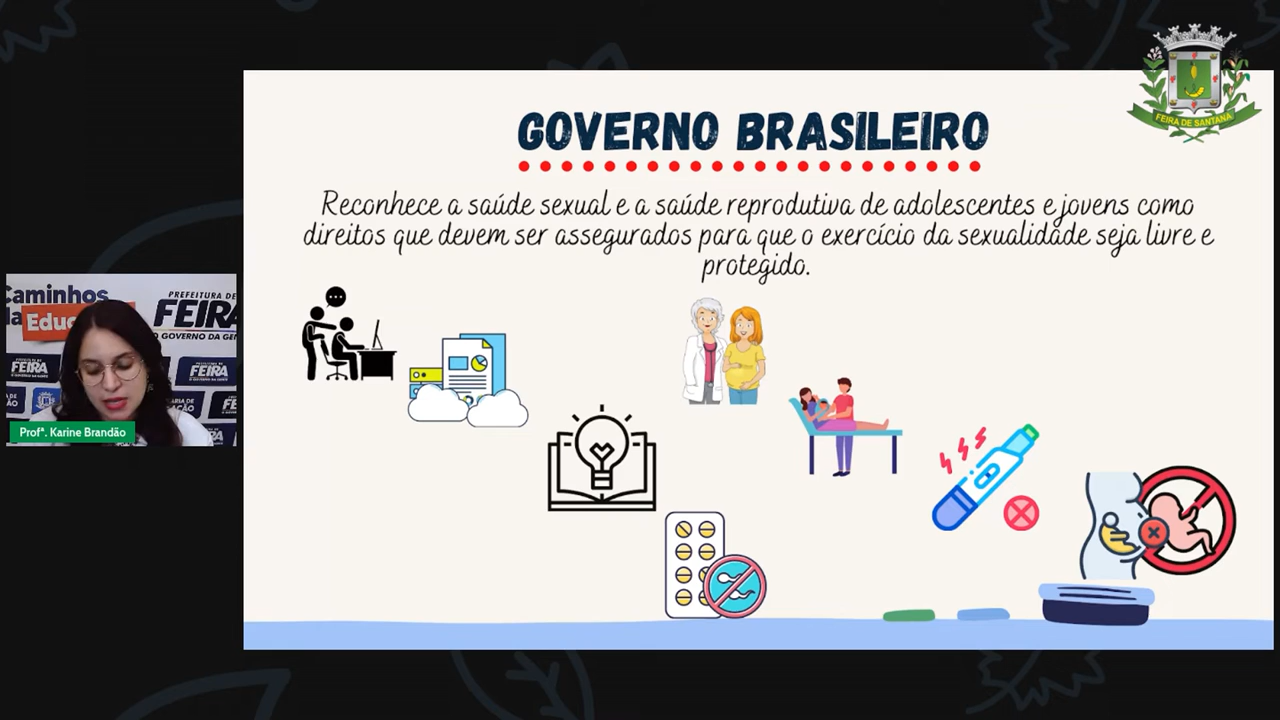 GOVERNO BRASILEIRO
Reconhece a saúde sexual e a saúde reprodutiva de adolescentes e jovens como
direitos que devem ser assegurados para que o exercício da sexualidade seja livre e
protegido.
FEIRA DE SANTANA
Caminhos
da Educ
PREFEITURA DE
FEIRA
O GOVERNO DA GEN
FEIRA
FEIRA
Profª. Karine Brandão